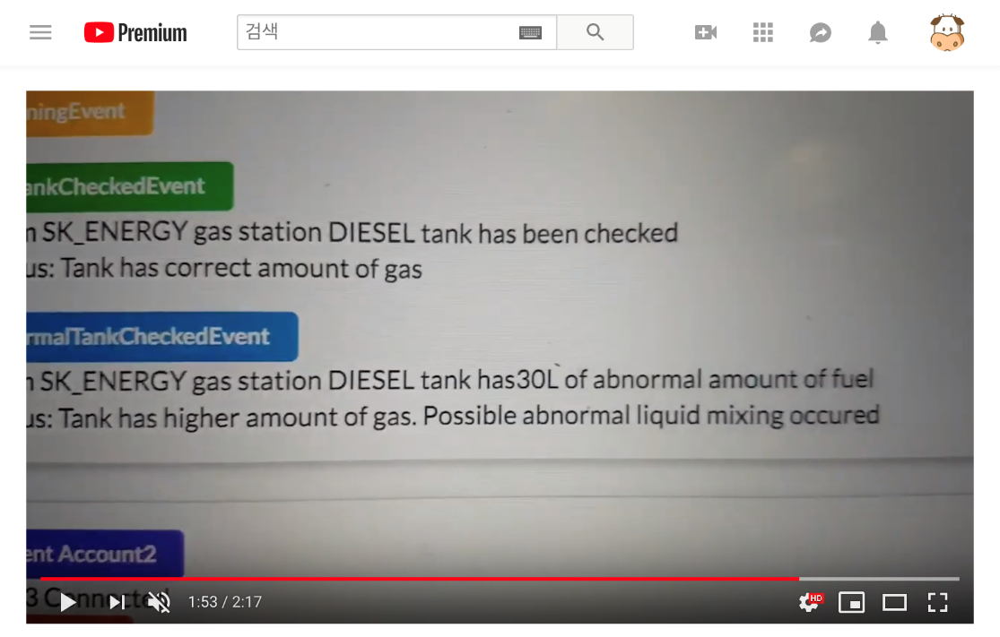 Premium
검색
ningEvent
ankCheckedEvent
n SK_ENERGY gas station DIESEL tank has been checked
us: Tank has correct amount of gas
rmalTankCheckedEvent
n SK_ENERGY gas station DIESEL tank has30L of abnormal amount of fuel
us: Tank has higher amount of gas. Possible abnormal liquid mixing occured
ent Account2
3 Connected
1:53 / 2:17
HD